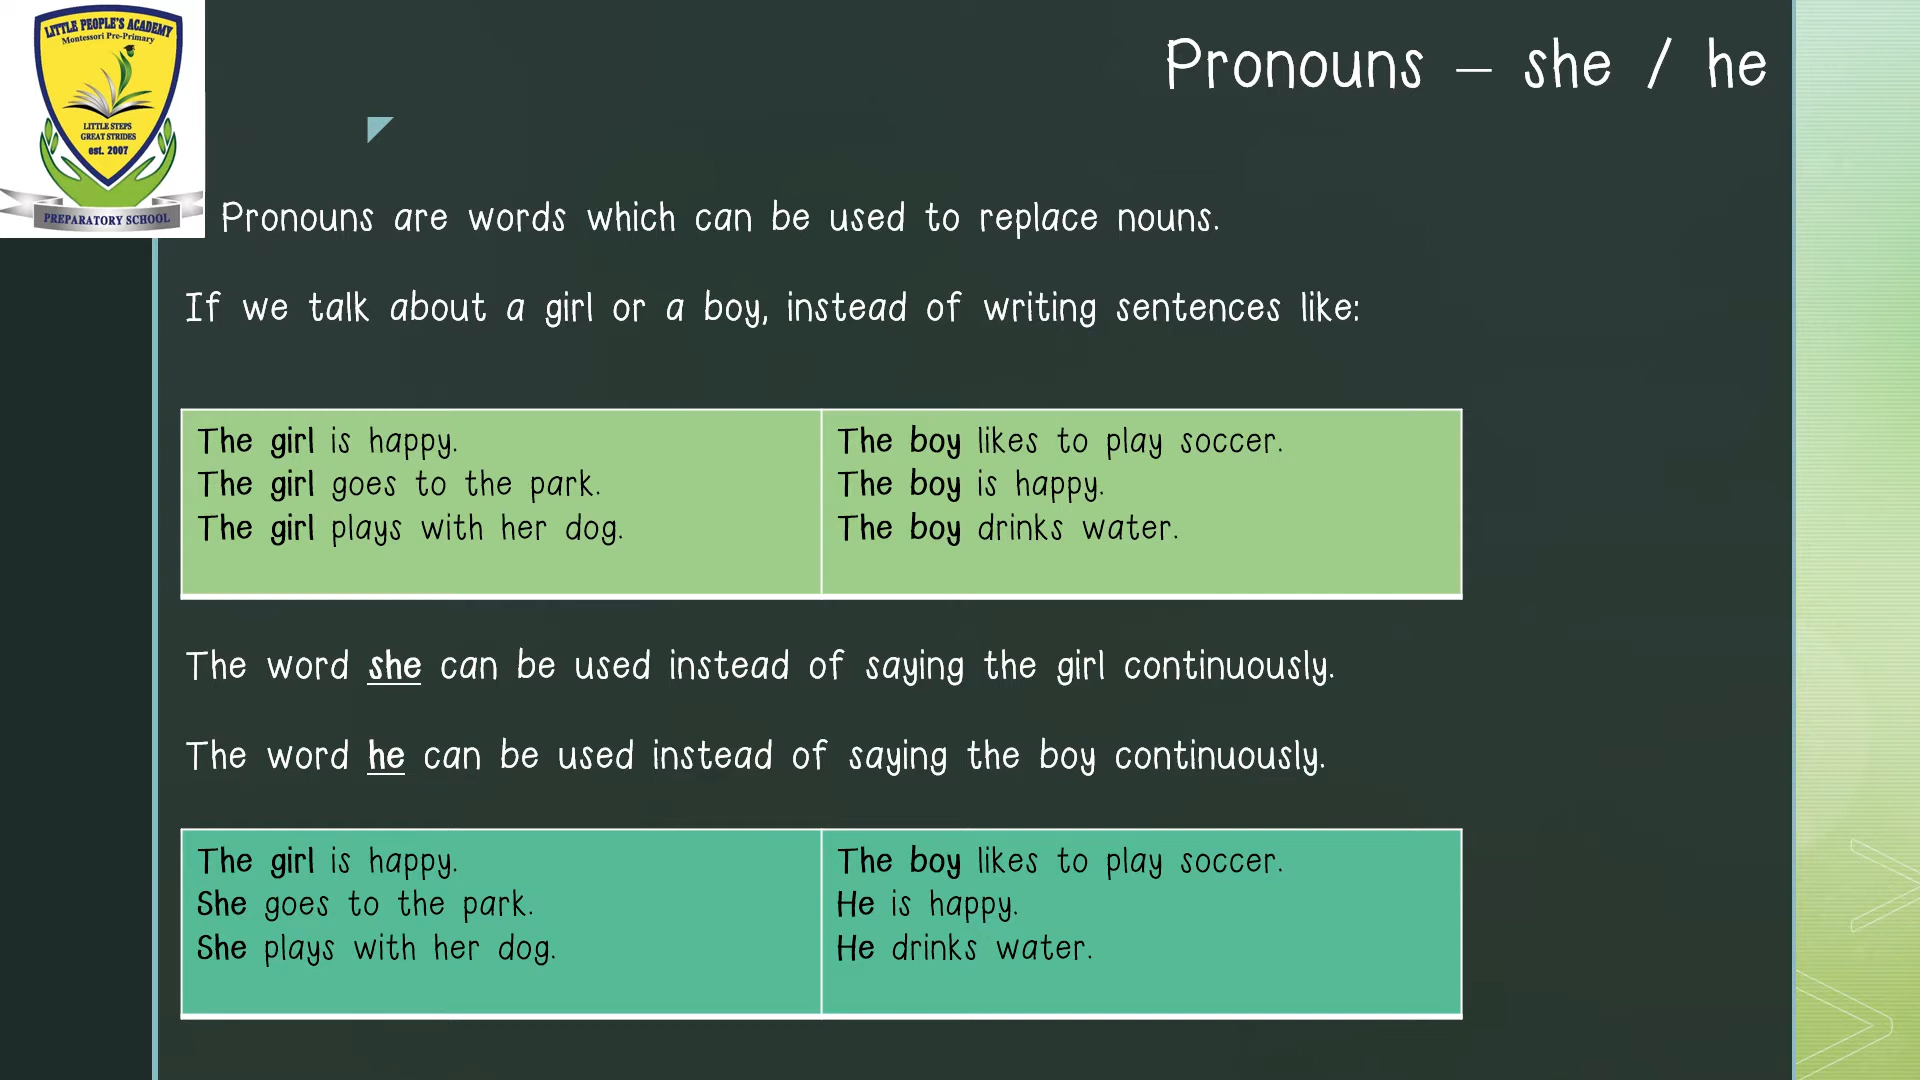 LITTLE PEOPLE'S ACADEMY
Montessori Pre-Primary
LITTLE STEPS
GREAT STRIDES
est. 2007
PREPARATORY SCHOOL
Pronouns – she / he
Pronouns are words which can be used to replace nouns.
If we talk about a girl or a boy, instead of writing sentences like:
The girl is happy.
The girl goes to the park.
The girl plays with her dog.
The boy likes to play soccer.
The boy is happy.
The boy drinks water.
The word she can be used instead of saying the girl continuously.
The word he can be used instead of saying the boy continuously.
The girl is happy.
She goes to the park.
She plays with her dog.
The boy likes to play soccer.
He is happy.
He drinks water.